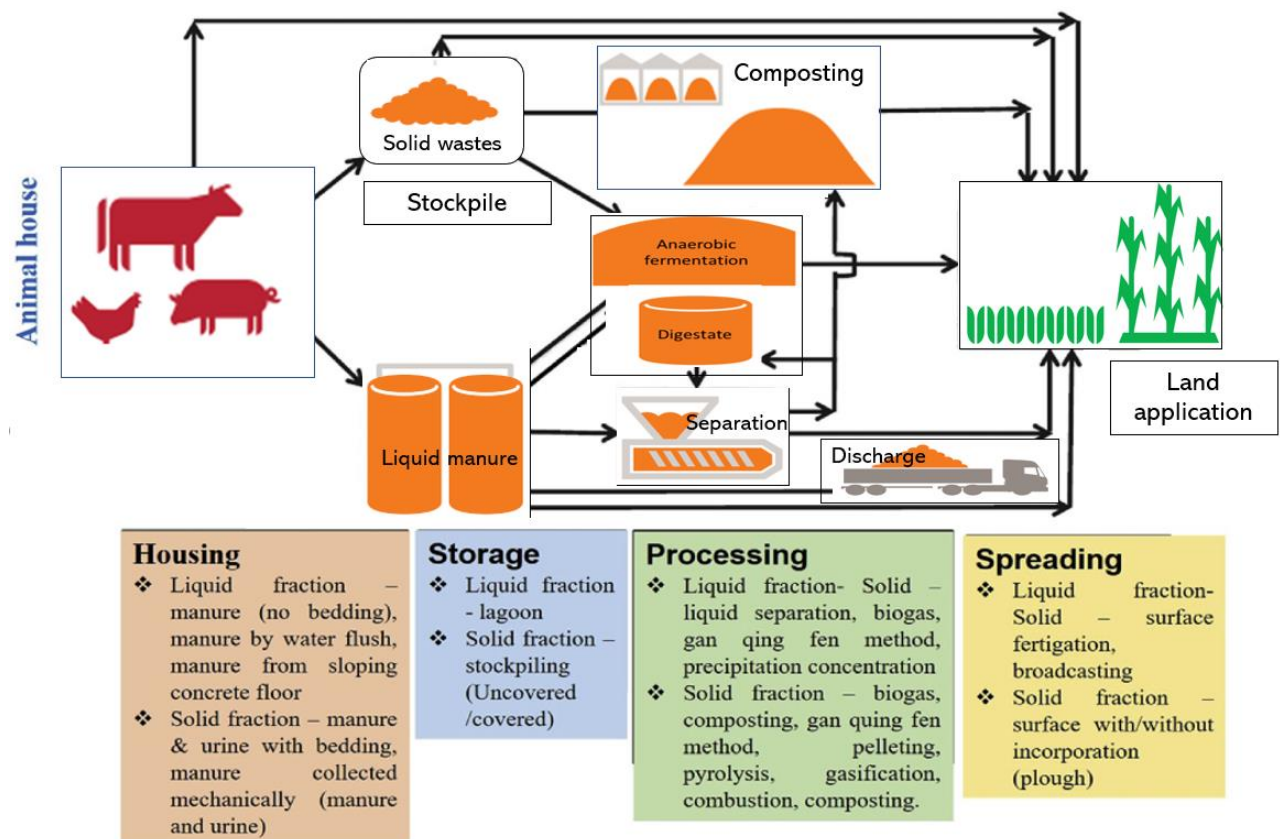 Animal house
Solid wastes
Stockpile
Composting
Anaerobic
fermentation
Digestate
Liquid manure
Separation
Discharge
Land
application
Housing
❖ Liquid fraction –
manure (no bedding),
manure by water flush,
manure from sloping
concrete floor
❖ Solid fraction – manure
& urine with bedding,
manure collected
mechanically (manure
and urine)
Storage
❖ Liquid fraction
- lagoon
❖ Solid fraction –
stockpiling
(Uncovered
/covered)
Processing
❖ Liquid fraction- Solid –
liquid separation, biogas,
gan qing fen method,
precipitation concentration
❖ Solid fraction – biogas,
composting, gan quing fen
method, pelleting,
pyrolysis, gasification,
combustion, composting.
Spreading
❖ Liquid fraction-
Solid – surface
fertigation,
broadcasting
❖ Solid fraction –
surface with/without
incorporation
(plough)